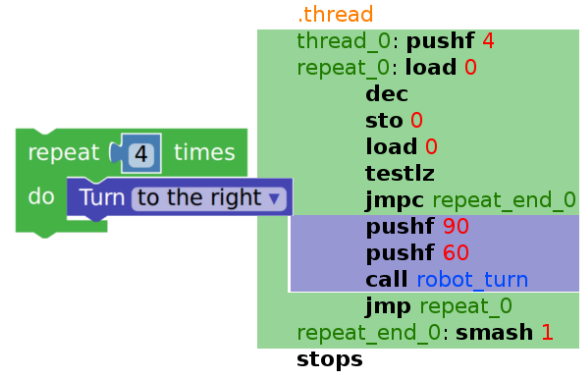 repeat 4 times
do Turn to the right ▾
.thread
thread_0: pushf 4
repeat_0: load 0
dec
sto 0
load 0
testlz
jmpc repeat_end_0
pushf 90
pushf 60
call robot_turn
jmp repeat_0
repeat_end_0: smash 1
stops